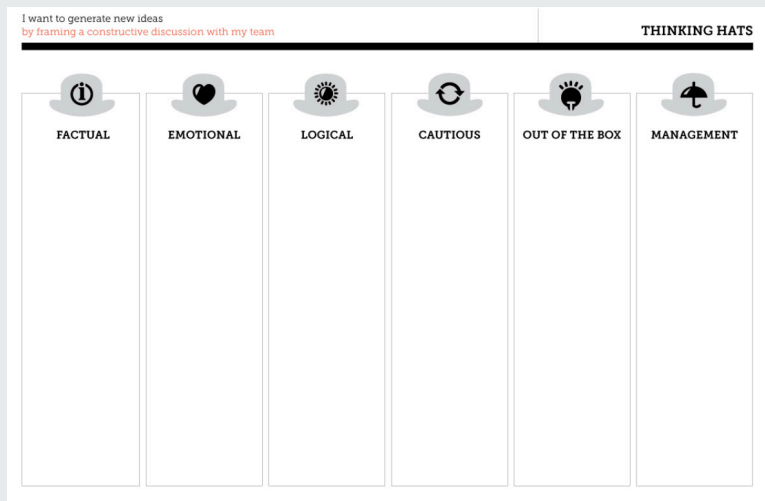 I want to generate new ideas
by framing a constructive discussion with my team
THINKING HATS
FACTUAL
EMOTIONAL
LOGICAL
CAUTIOUS
OUT OF THE BOX
MANAGEMENT